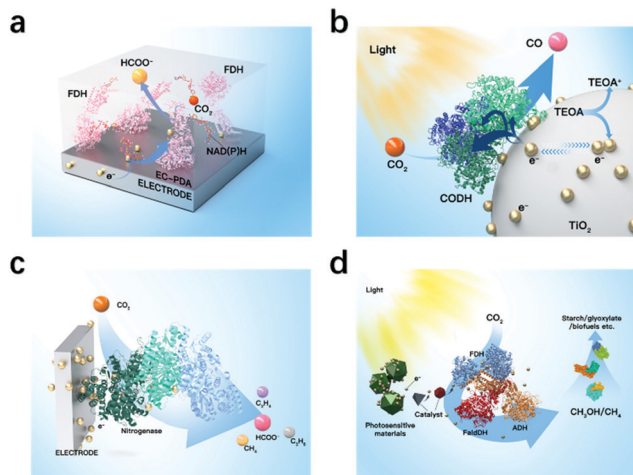 a
HCOO⁻
FDH
FDH
CO₂
NAD(P)H
EC-PDA
e⁻
ELECTRODE
b
Light
CO
TEOA⁺
TEOA
CO₂
e⁻
e⁻
CODH
e⁻
TiO₂
c
CO₂
C₂H₄
HCOO⁻
e⁻
Nitrogenase
CH₄
ELECTRODE
d
Light
CO₂
Starch/glyoxylate
/biofuels etc.
FDH
e⁻
Photosensitive
materials
Catalyst
FaldDH
ADH
CH₃OH/CH₄